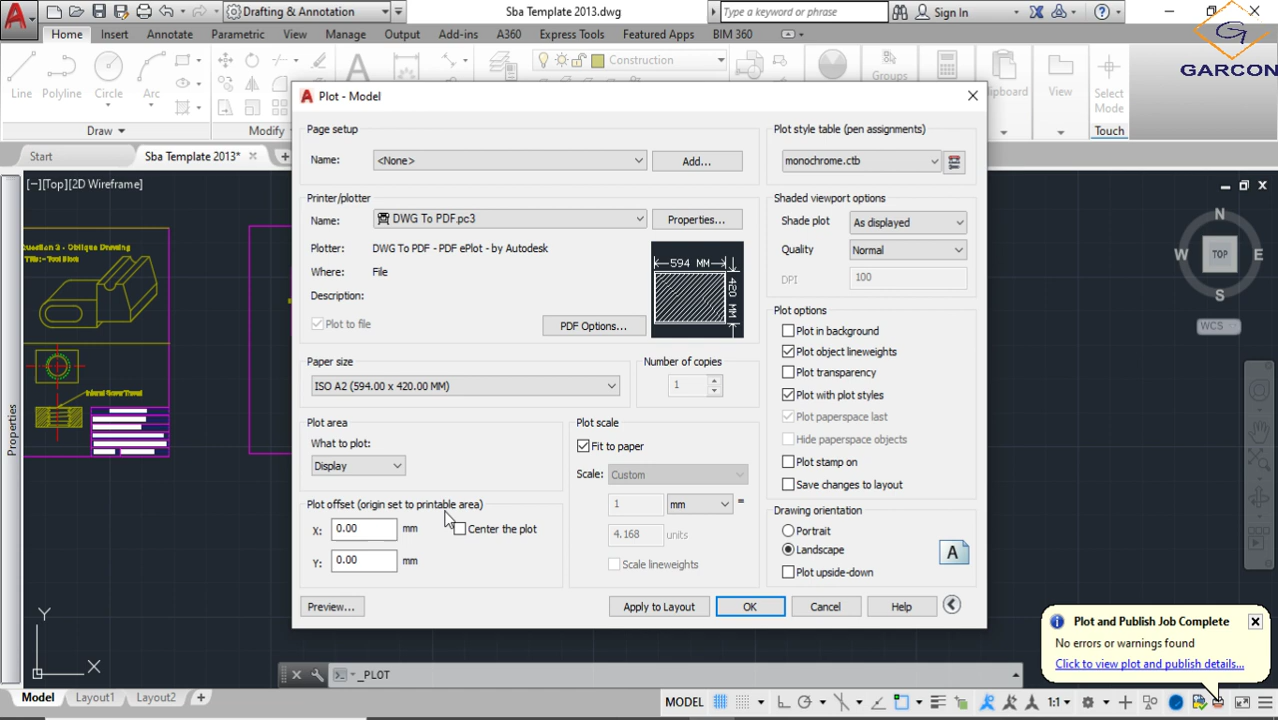 Drafting & Annotation
Sba Template 2013.dwg
Type a keyword or phrase
Sign In
GARCON
Home Insert Annotate Parametric View Manage Output Add-ins A360 Express Tools Featured Apps BIM 360
Construction
Line Polyline Circle Arc
Groups
Clipboard
View
Select Mode
Draw Modify
Touch
Start Sba Template 2013*
[−][Top][2D Wireframe]
Plot - Model
Page setup
Name: <None> Add...
Plot style table (pen assignments)
monochrome.ctb
Printer/plotter
Name: DWG To PDF.pc3 Properties...
Plotter: DWG To PDF - PDF ePlot - by Autodesk
Where: File
Description:
Plot to file
PDF Options...
594 MM
420 MM
Shaded viewport options
Shade plot As displayed
Quality Normal
DPI 100
Paper size
ISO A2 (594.00 x 420.00 MM)
Number of copies
1
Plot area
What to plot:
Display
Plot scale
Fit to paper
Scale: Custom
1 mm =
4.168 units
Scale lineweights
Plot offset (origin set to printable area)
X: 0.00 mm Center the plot
Y: 0.00 mm
Plot options
Plot in background
Plot object lineweights
Plot transparency
Plot with plot styles
Plot paperspace last
Hide paperspace objects
Plot stamp on
Save changes to layout
Drawing orientation
Portrait
Landscape
Plot upside-down
A
Preview... Apply to Layout OK Cancel Help
Properties
Question 2 - Oblique Drawing
Title:- Tool Block
N
W TOP E
S
WCS
Y
X
_PLOT
Plot and Publish Job Complete
No errors or warnings found
Click to view plot and publish details...
Model Layout1 Layout2
MODEL 1:1